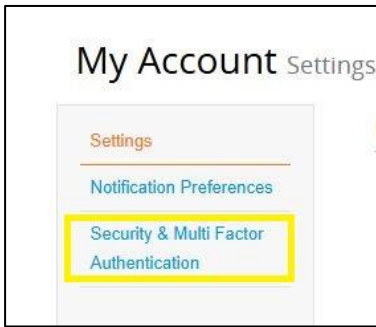 My Account Settings
Settings
Notification Preferences
Security & Multi Factor
Authentication